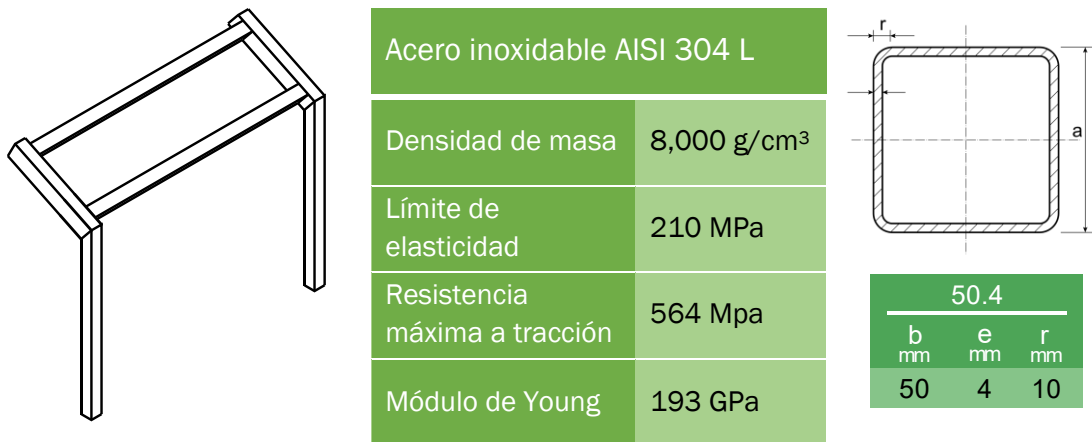 Acero inoxidable AISI 304 L
Densidad de masa 8,000 g/cm³
Límite de
elasticidad 210 MPa
Resistencia
máxima a tracción 564 Mpa
Módulo de Young 193 GPa
r
a
50.4
b e r
mm mm mm
50 4 10